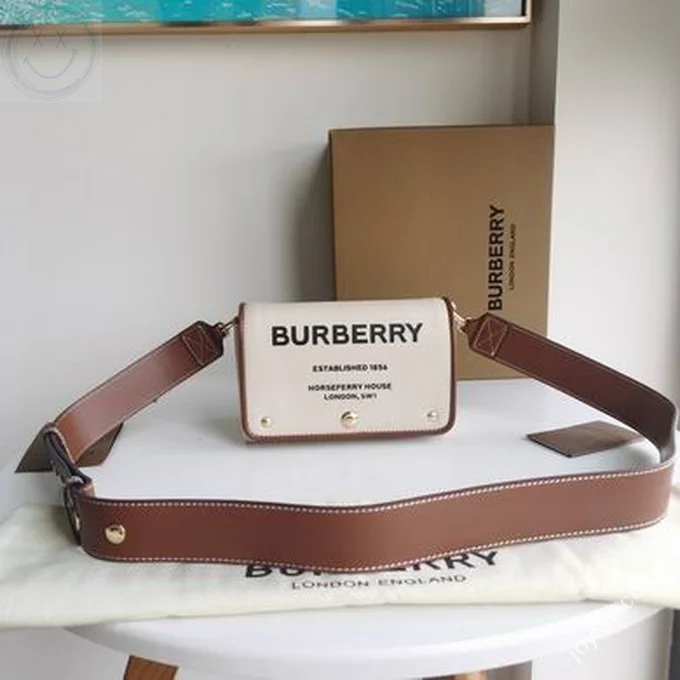 BURBERRY
LONDON ENGLAND
BURBERRY
ESTABLISHED 1856
HORSEFERRY HOUSE
LONDON, SW1
BURBERRY
LONDON ENGLAND